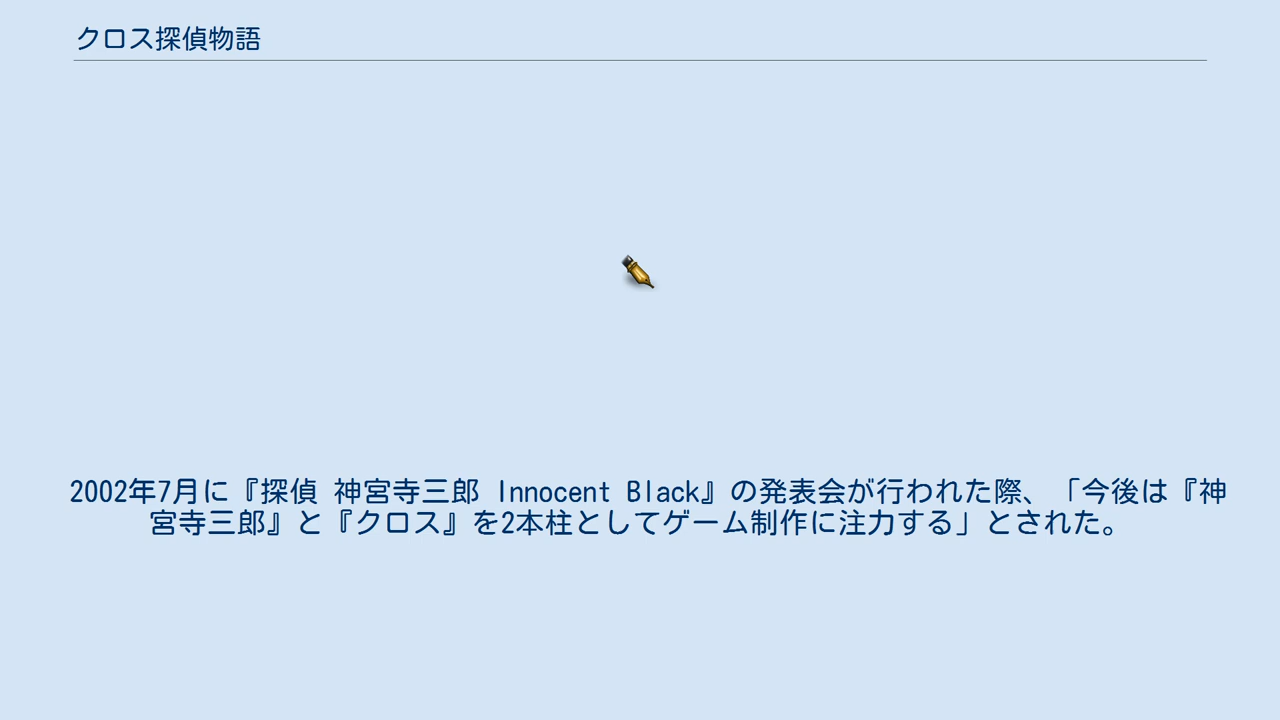 クロス探偵物語
2002年7月に『探偵 神宮寺三郎 Innocent Black』の発表会が行われた際、「今後は『神
宮寺三郎』と『クロス』を2本柱としてゲーム制作に注力する」とされた。